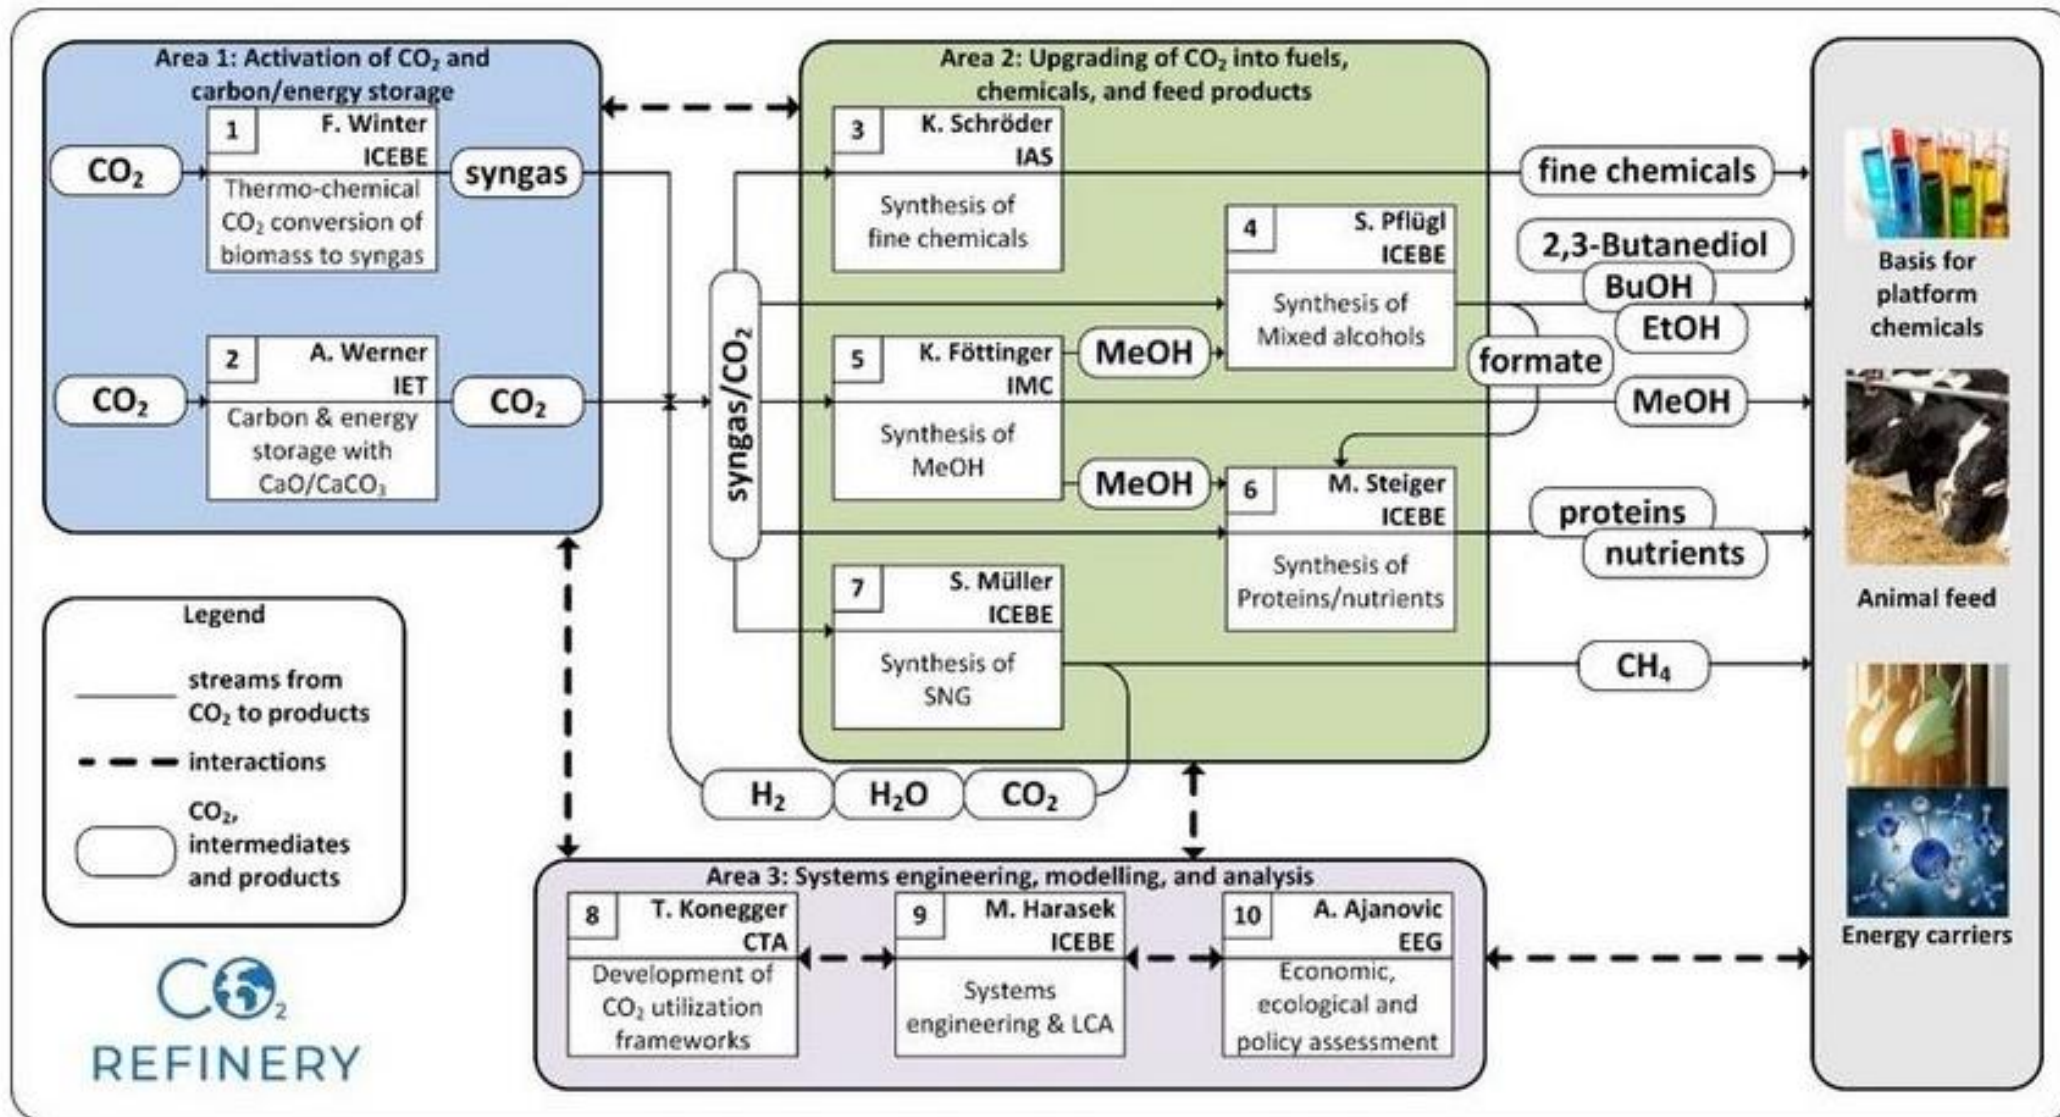 Area 1: Activation of CO₂ and
carbon/energy storage
CO₂
1
F. Winter
ICEBE
Thermo-chemical
CO₂ conversion of
biomass to syngas
syngas
CO₂
2
A. Werner
IET
Carbon & energy
storage with
CaO/CaCO₃
CO₂
syngas/CO₂
Area 2: Upgrading of CO₂ into fuels,
chemicals, and feed products
3
K. Schröder
IAS
Synthesis of
fine chemicals
4
S. Pflügl
ICEBE
Synthesis of
Mixed alcohols
5
K. Föttinger
IMC
Synthesis of
MeOH
MeOH
MeOH
6
M. Steiger
ICEBE
Synthesis of
Proteins/nutrients
7
S. Müller
ICEBE
Synthesis of
SNG
H₂
H₂O
CO₂
fine chemicals
2,3-Butanediol
BuOH
EtOH
formate
MeOH
proteins
nutrients
CH₄
Basis for
platform
chemicals
Animal feed
Energy carriers
Legend
streams from
CO₂ to products
interactions
CO₂,
intermediates
and products
Area 3: Systems engineering, modelling, and analysis
8
T. Konegger
CTA
Development of
CO₂ utilization
frameworks
9
M. Harasek
ICEBE
Systems
engineering & LCA
10
A. Ajanovic
EEG
Economic,
ecological and
policy assessment
CO₂
REFINERY